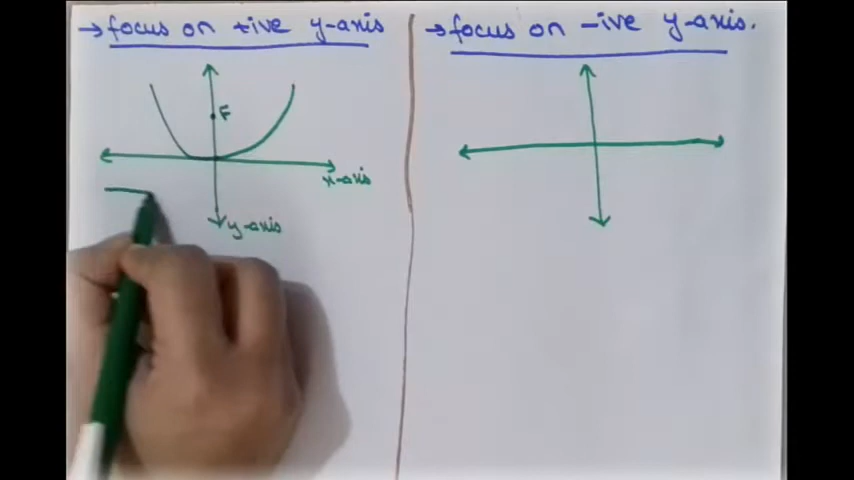 →focus on +ive y-axis
F
x-axis
y-axis
→focus on -ive y-axis.